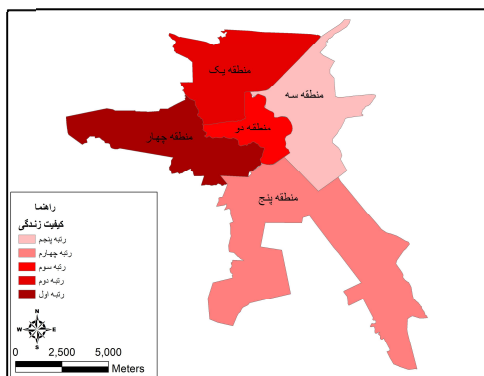 منطقه یک
منطقه سه
منطقه دو
منطقه چهار
منطقه پنج
راهنما
کیفیت زندگی
رتبه پنجم
رتبه چهارم
رتبه سوم
رتبه دوم
رتبه اول
N
W E
S
0 2,500 5,000
Meters